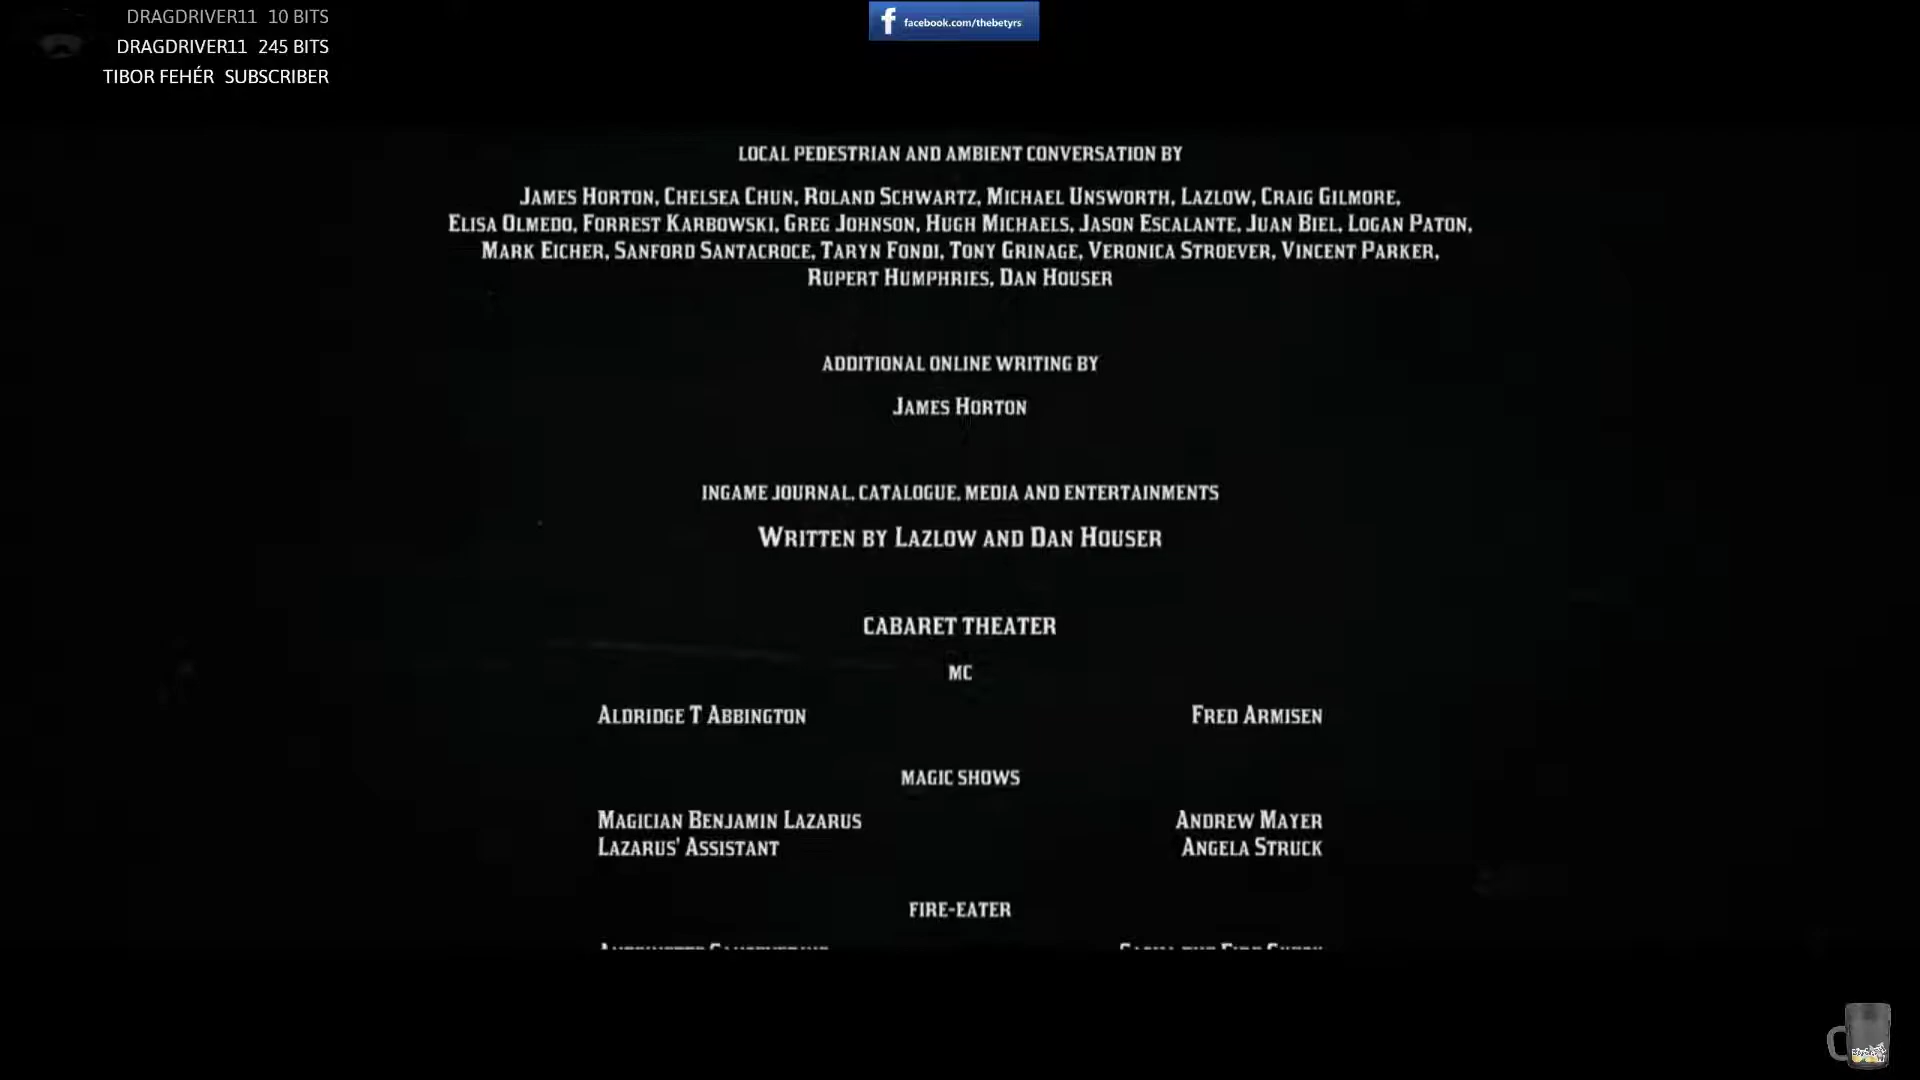 DRAGDRIVER11 10 BITS
DRAGDRIVER11 245 BITS
TIBOR FEHÉR SUBSCRIBER
facebook.com/thebetyrs
LOCAL PEDESTRIAN AND AMBIENT CONVERSATION BY
JAMES HORTON, CHELSEA CHUN, ROLAND SCHWARTZ, MICHAEL UNSWORTH, LAZLOW, CRAIG GILMORE,
ELISA OLMEDO, FORREST KARBOWSKI, GREG JOHNSON, HUGH MICHAELS, JASON ESCALANTE, JUAN BIEL, LOGAN PATON,
MARK EICHER, SANFORD SANTACROCE, TARYN FONDI, TONY GRINAGE, VERONICA STROEVER, VINCENT PARKER,
RUPERT HUMPHRIES, DAN HOUSER
ADDITIONAL ONLINE WRITING BY
JAMES HORTON
INGAME JOURNAL, CATALOGUE, MEDIA AND ENTERTAINMENTS
WRITTEN BY LAZLOW AND DAN HOUSER
CABARET THEATER
MC
ALDRIDGE T ABBINGTON FRED ARMISEN
MAGIC SHOWS
MAGICIAN BENJAMIN LAZARUS ANDREW MAYER
LAZARUS' ASSISTANT ANGELA STRUCK
FIRE-EATER